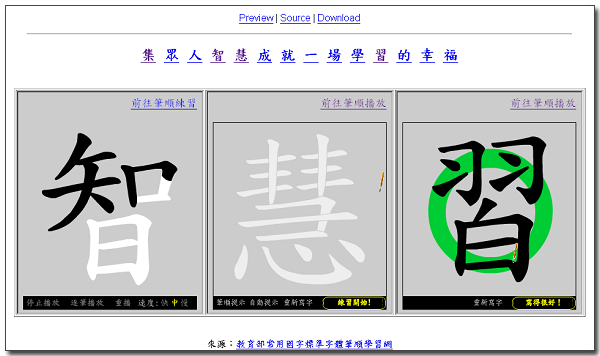 Preview | Source | Download
集 眾 人 智 慧 成 就 一 場 學 習 的 幸 福
前往筆順練習
前往筆順播放
前往筆順播放
智
慧
習
停止播放 逐筆播放 重播 速度:快 中 慢
筆順提示 自動提示 重新寫字 練習開始!
重新寫字 寫得很好!
來源:教育部常用國字標準字體筆順學習網